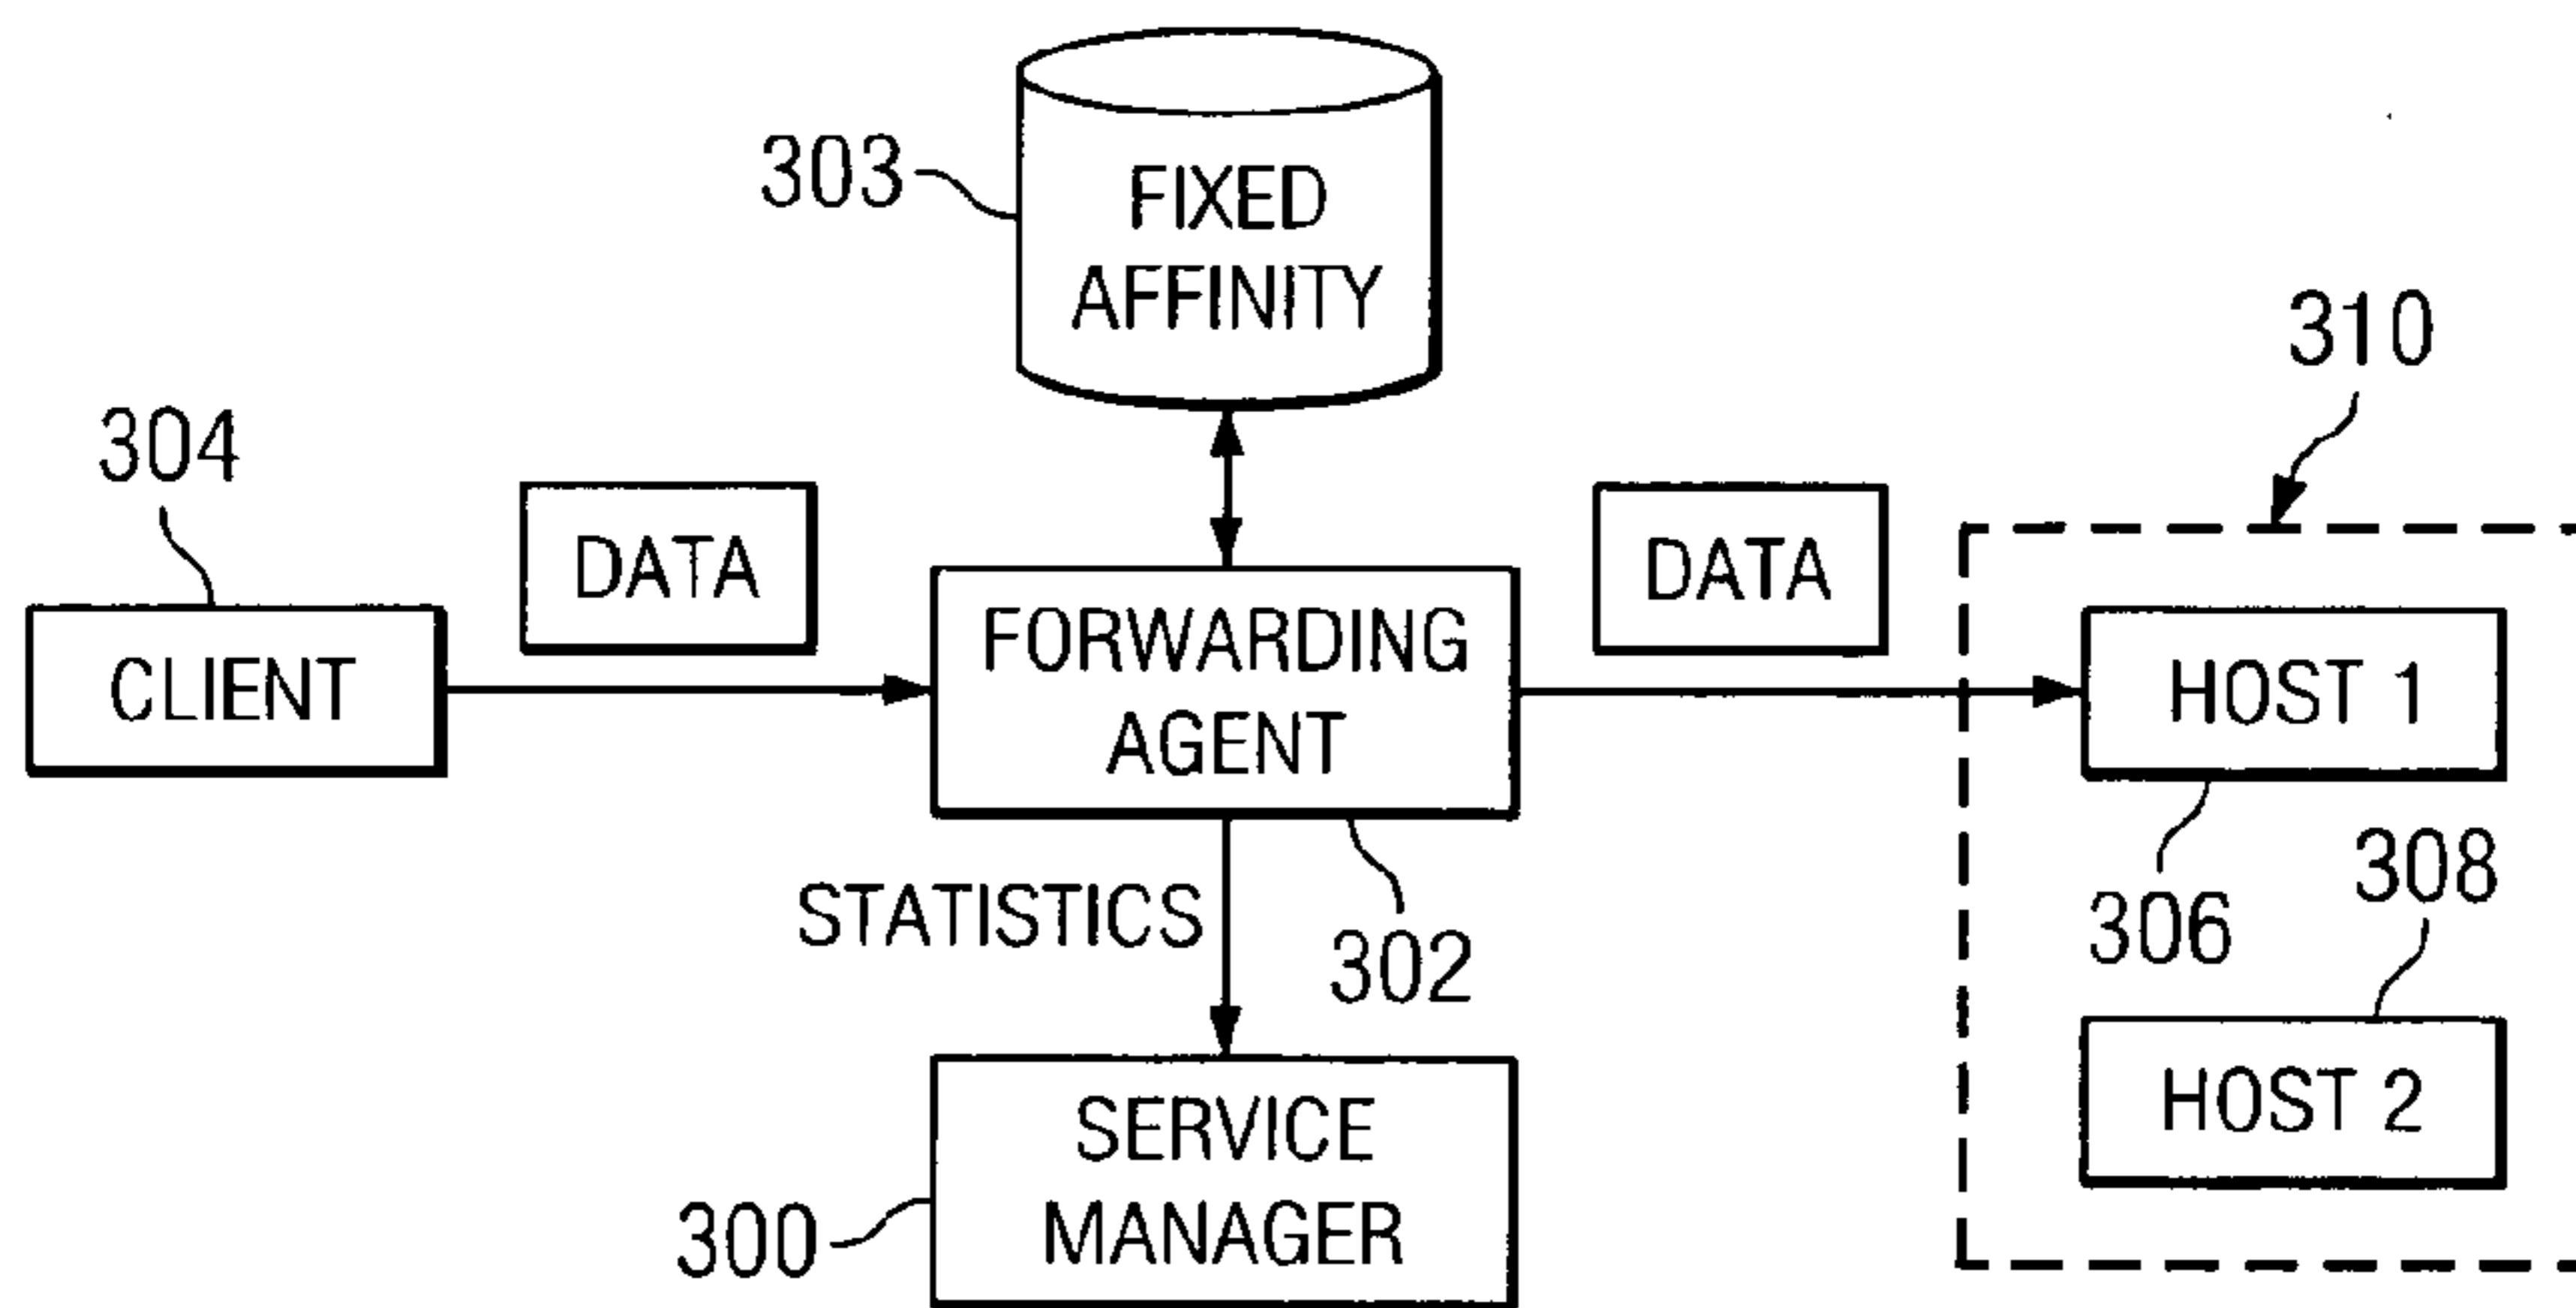 303
FIXED
AFFINITY
310
304
DATA
DATA
CLIENT
FORWARDING
AGENT
HOST 1
STATISTICS
302
306
308
SERVICE
MANAGER
300
HOST 2